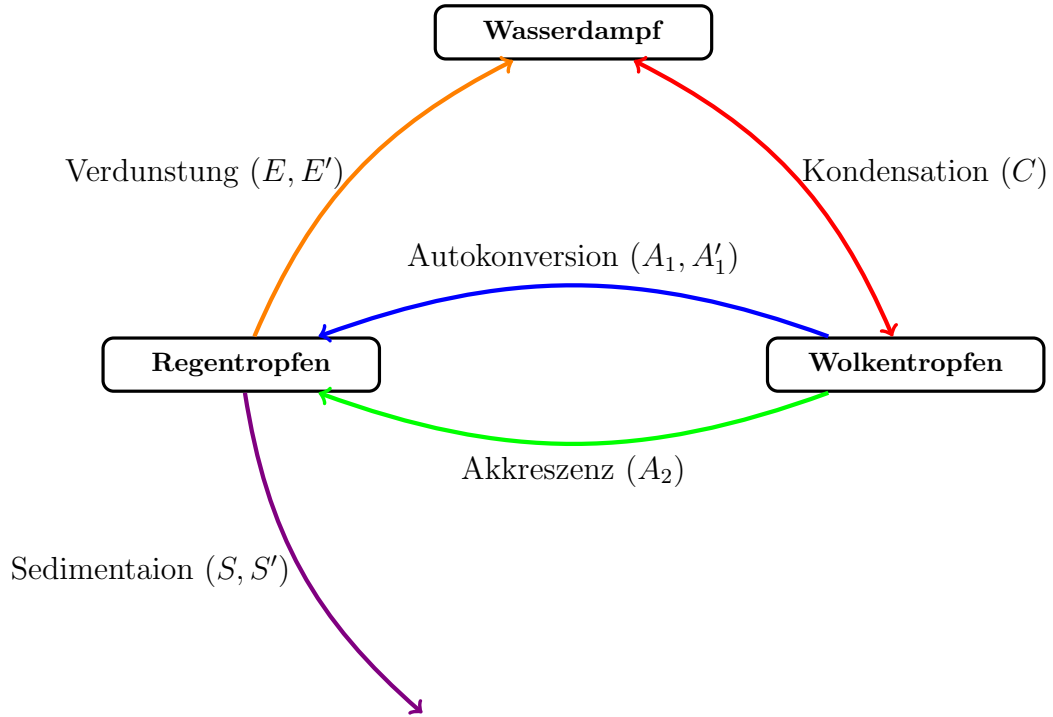 Wasserdampf
Verdunstung (E, E′)
Kondensation (C)
Autokonversion (A₁, A′₁)
Regentropfen
Wolkentropfen
Akkreszenz (A₂)
Sedimentaion (S, S′)